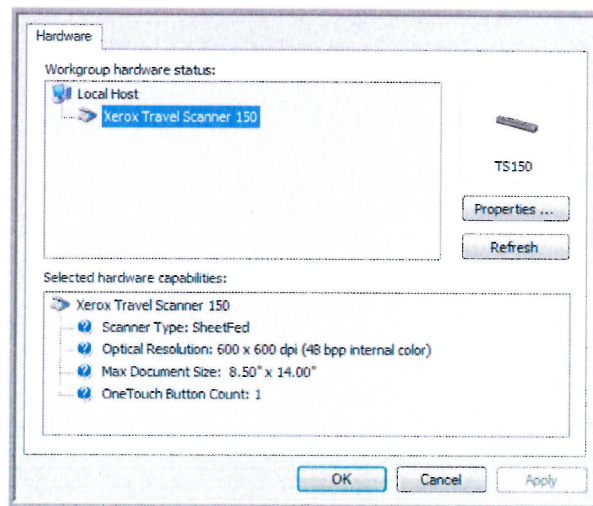 Hardware
Workgroup hardware status:
Local Host
Xerox Travel Scanner 150
TS150
Properties ...
Refresh
Selected hardware capabilities:
Xerox Travel Scanner 150
Scanner Type: SheetFed
Optical Resolution: 600 x 600 dpi (48 bpp internal color)
Max Document Size: 8.50" x 14.00"
OneTouch Button Count: 1
OK Cancel Apply